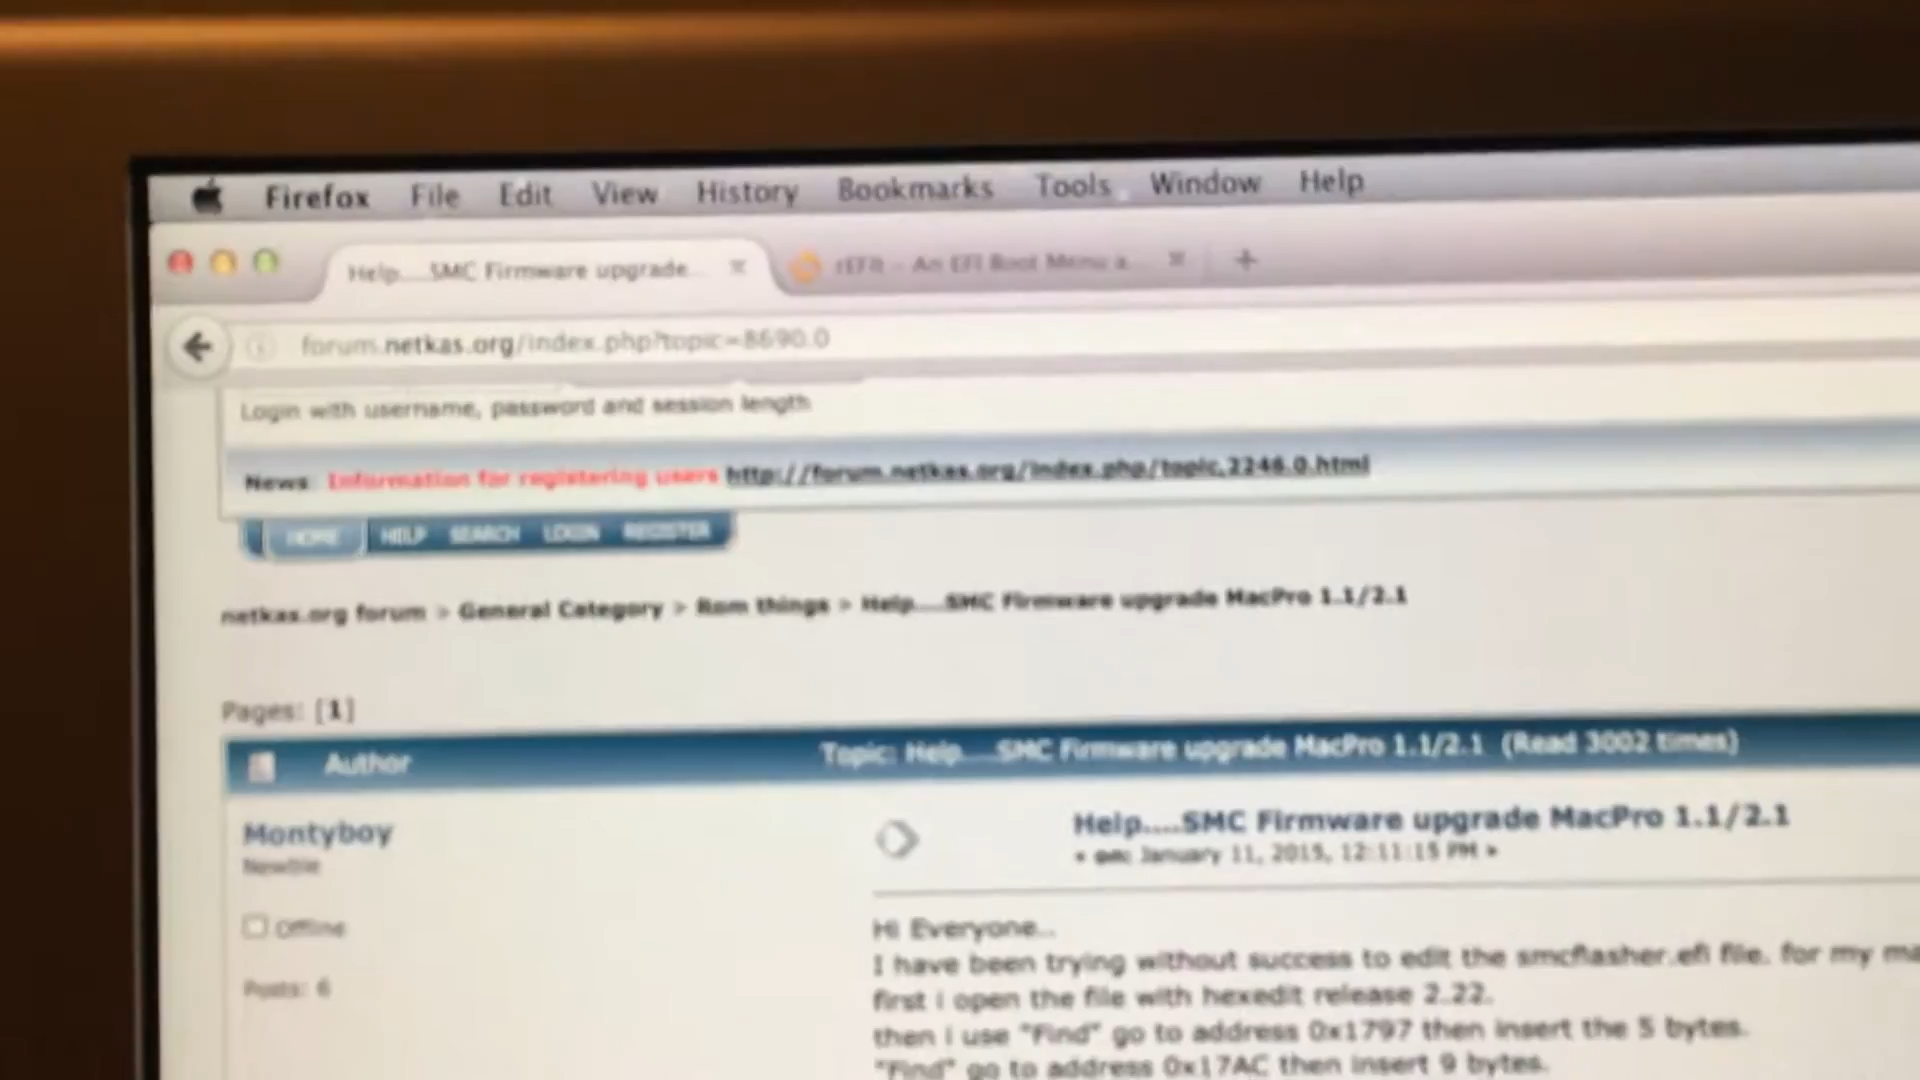 Firefox File Edit View History Bookmarks Tools Window Help
Help....SMC Firmware upgrade... rEFIt - An EFI Boot Menu a...
forum.netkas.org/index.php?topic=8690.0
Login with username, password and session length
News: Information for registering users http://forum.netkas.org/index.php/topic,2246.0.html
HOME HELP SEARCH LOGIN REGISTER
netkas.org forum > General Category > Rom things > Help....SMC Firmware upgrade MacPro 1.1/2.1
Pages: [1]
Author Topic: Help....SMC Firmware upgrade MacPro 1.1/2.1 (Read 3002 times)
Montyboy
Newbie
Offline
Posts: 6
Help....SMC Firmware upgrade MacPro 1.1/2.1
« on: January 11, 2015, 12:11:15 PM »
Hi Everyone..
I have been trying without success to edit the smcflasher.efi file. for my ma
first i open the file with hexedit release 2.22.
then i use "Find" go to address 0x1797 then insert the 5 bytes.
"Find" go to address 0x17AC then insert 9 bytes.